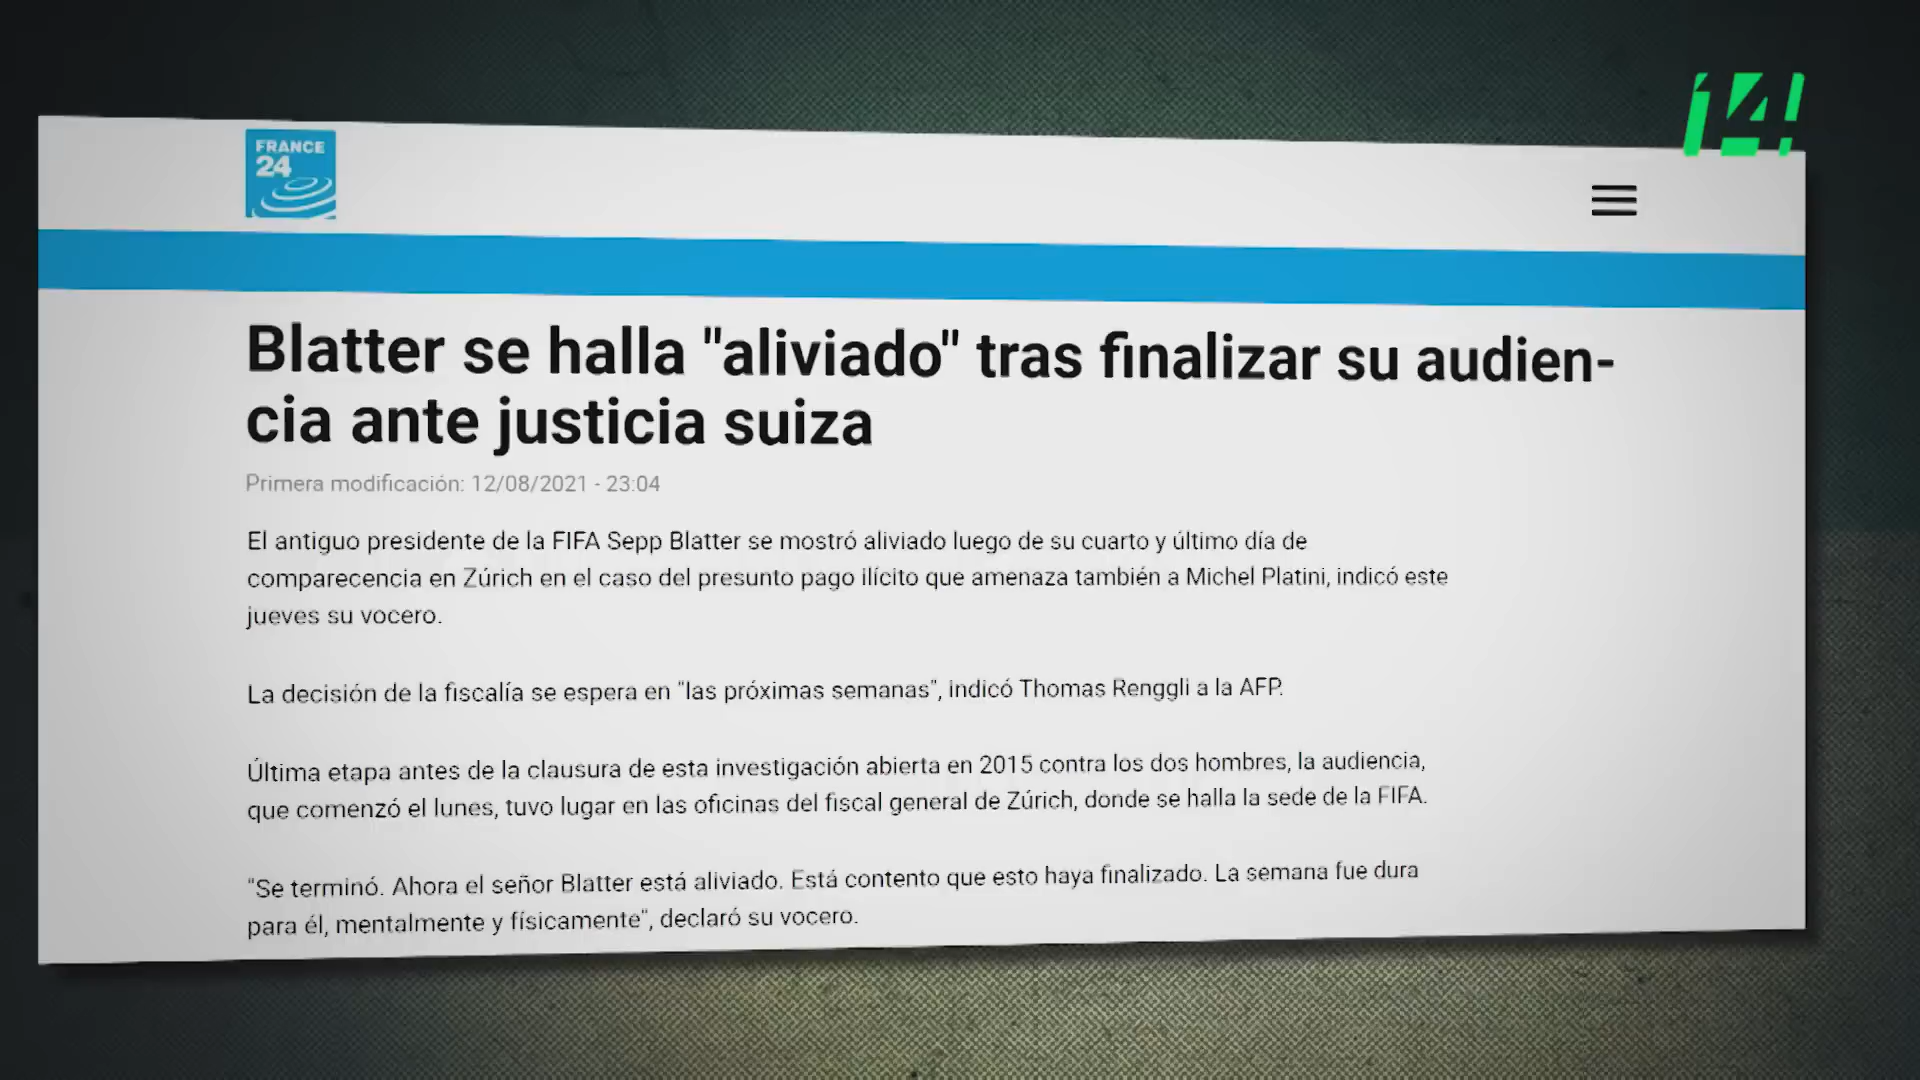 ¡4!
FRANCE
24
Blatter se halla "aliviado" tras finalizar su audien-
cia ante justicia suiza
Primera modificación: 12/08/2021 - 23:04
El antiguo presidente de la FIFA Sepp Blatter se mostró aliviado luego de su cuarto y último día de
comparecencia en Zúrich en el caso del presunto pago ilícito que amenaza también a Michel Platini, indicó este
jueves su vocero.
La decisión de la fiscalía se espera en "las próximas semanas", indicó Thomas Renggli a la AFP.
Última etapa antes de la clausura de esta investigación abierta en 2015 contra los dos hombres, la audiencia,
que comenzó el lunes, tuvo lugar en las oficinas del fiscal general de Zúrich, donde se halla la sede de la FIFA.
"Se terminó. Ahora el señor Blatter está aliviado. Está contento que esto haya finalizado. La semana fue dura
para él, mentalmente y físicamente", declaró su vocero.